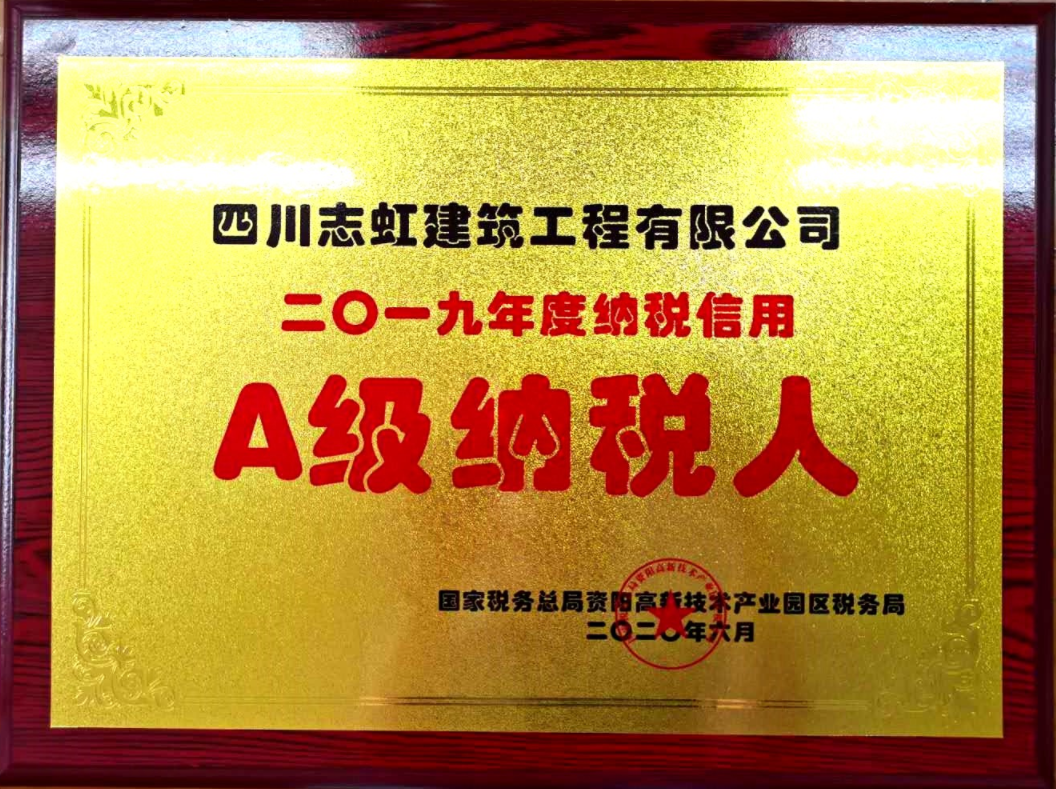 四川志虹建筑工程有限公司
二〇一九年度纳税信用
A级纳税人
国家税务总局资阳高新技术产业园区税务局
二〇二〇年六月